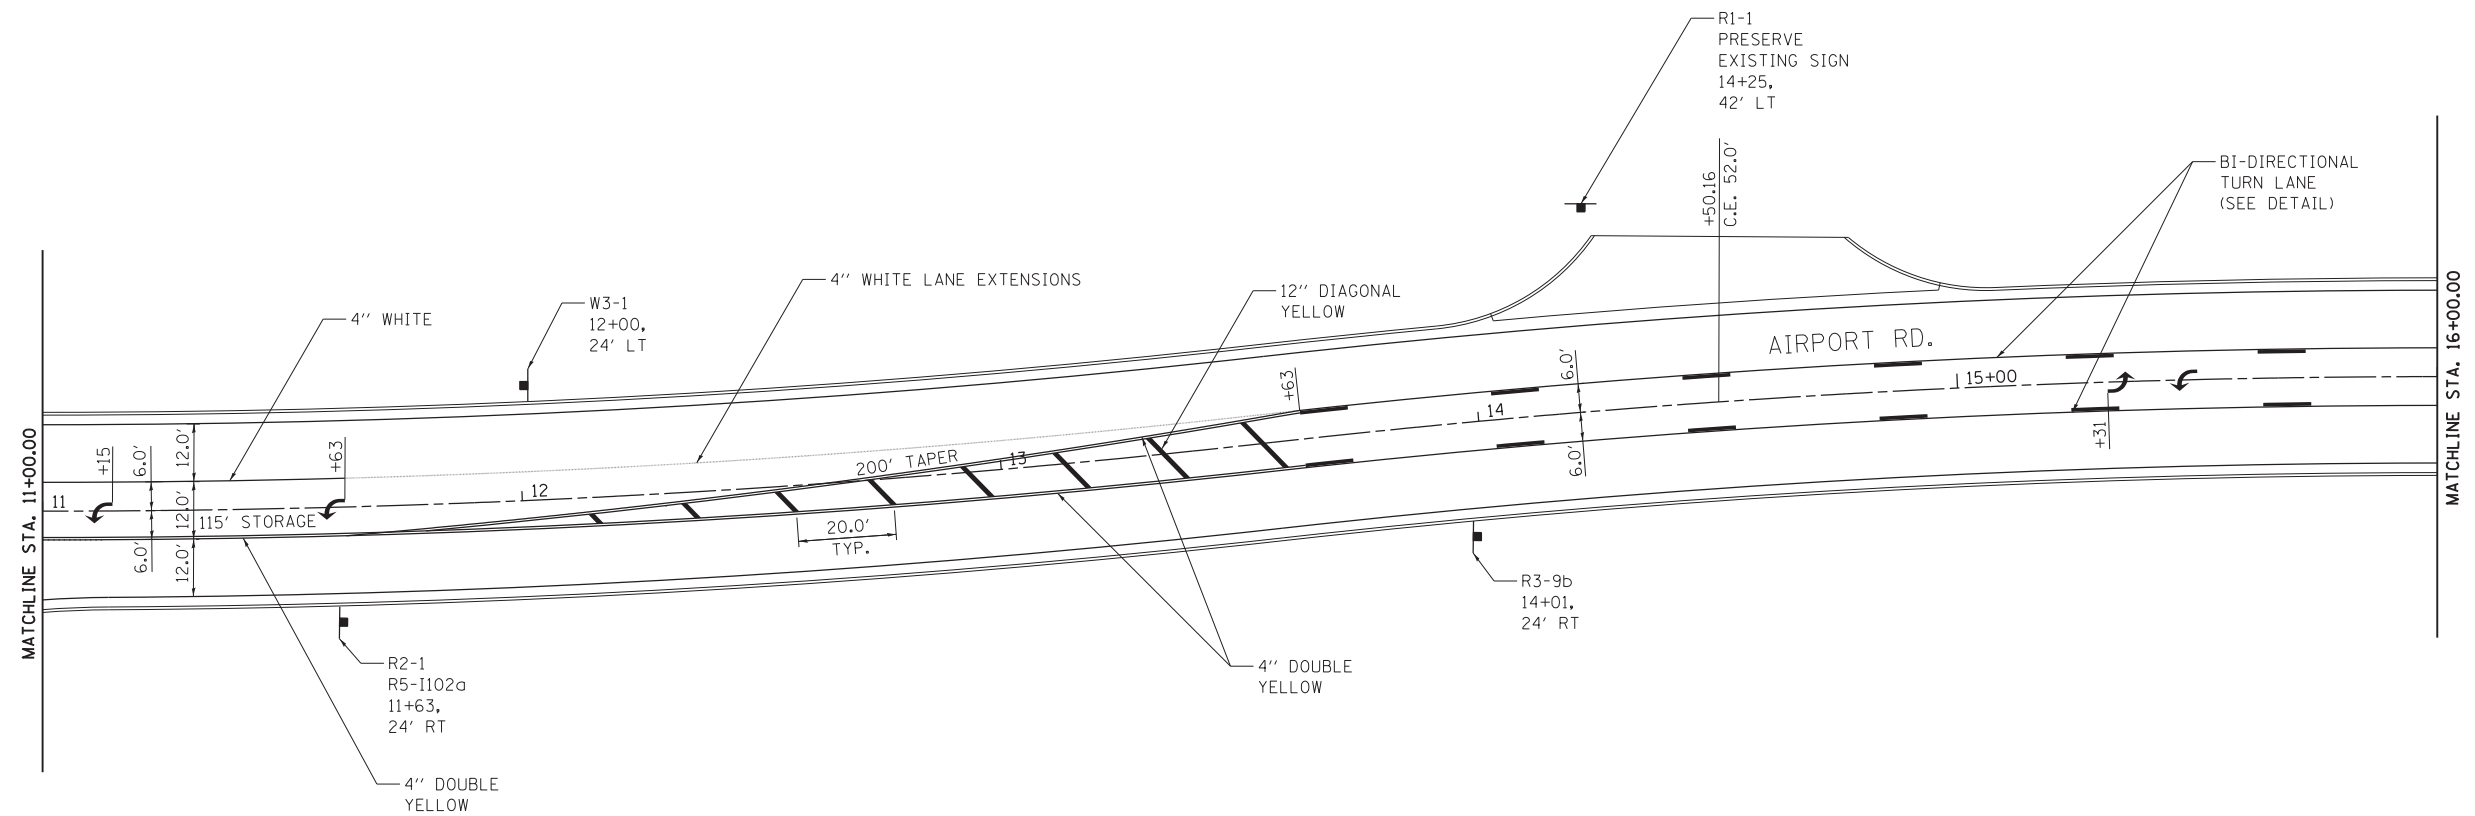 R1-1
PRESERVE
EXISTING SIGN
14+25,
42' LT
+50.16
C.E. 52.0'
BI-DIRECTIONAL
TURN LANE
(SEE DETAIL)
4'' WHITE LANE EXTENSIONS
12'' DIAGONAL
YELLOW
W3-1
12+00,
24' LT
4'' WHITE
AIRPORT RD.
MATCHLINE STA. 11+00.00
MATCHLINE STA. 16+00.00
+15
6.0'
12.0'
+63
+63
6.0'
15+00
14
13
12
11
200' TAPER
115' STORAGE
12.0'
6.0'
12.0'
20.0'
TYP.
6.0'
+31
R3-9b
14+01,
24' RT
R2-1
R5-I102a
11+63,
24' RT
4'' DOUBLE
YELLOW
4'' DOUBLE
YELLOW